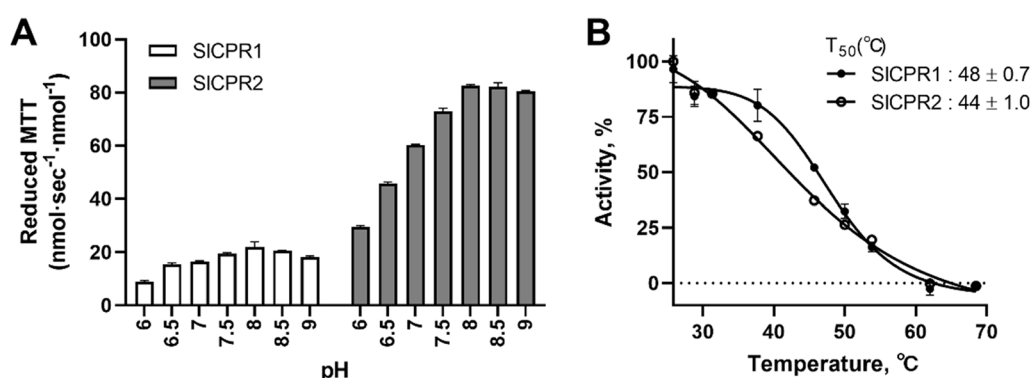 A
100
80
60
40
20
0
Reduced MTT
(nmol·sec⁻¹·nmol⁻¹)
SlCPR1
SlCPR2
6 6.5 7 7.5 8 8.5 9 6 6.5 7 7.5 8 8.5 9
pH
B
T₅₀(℃)
SlCPR1 : 48 ± 0.7
SlCPR2 : 44 ± 1.0
100
75
50
25
0
Activity, %
30 40 50 60 70
Temperature, ℃